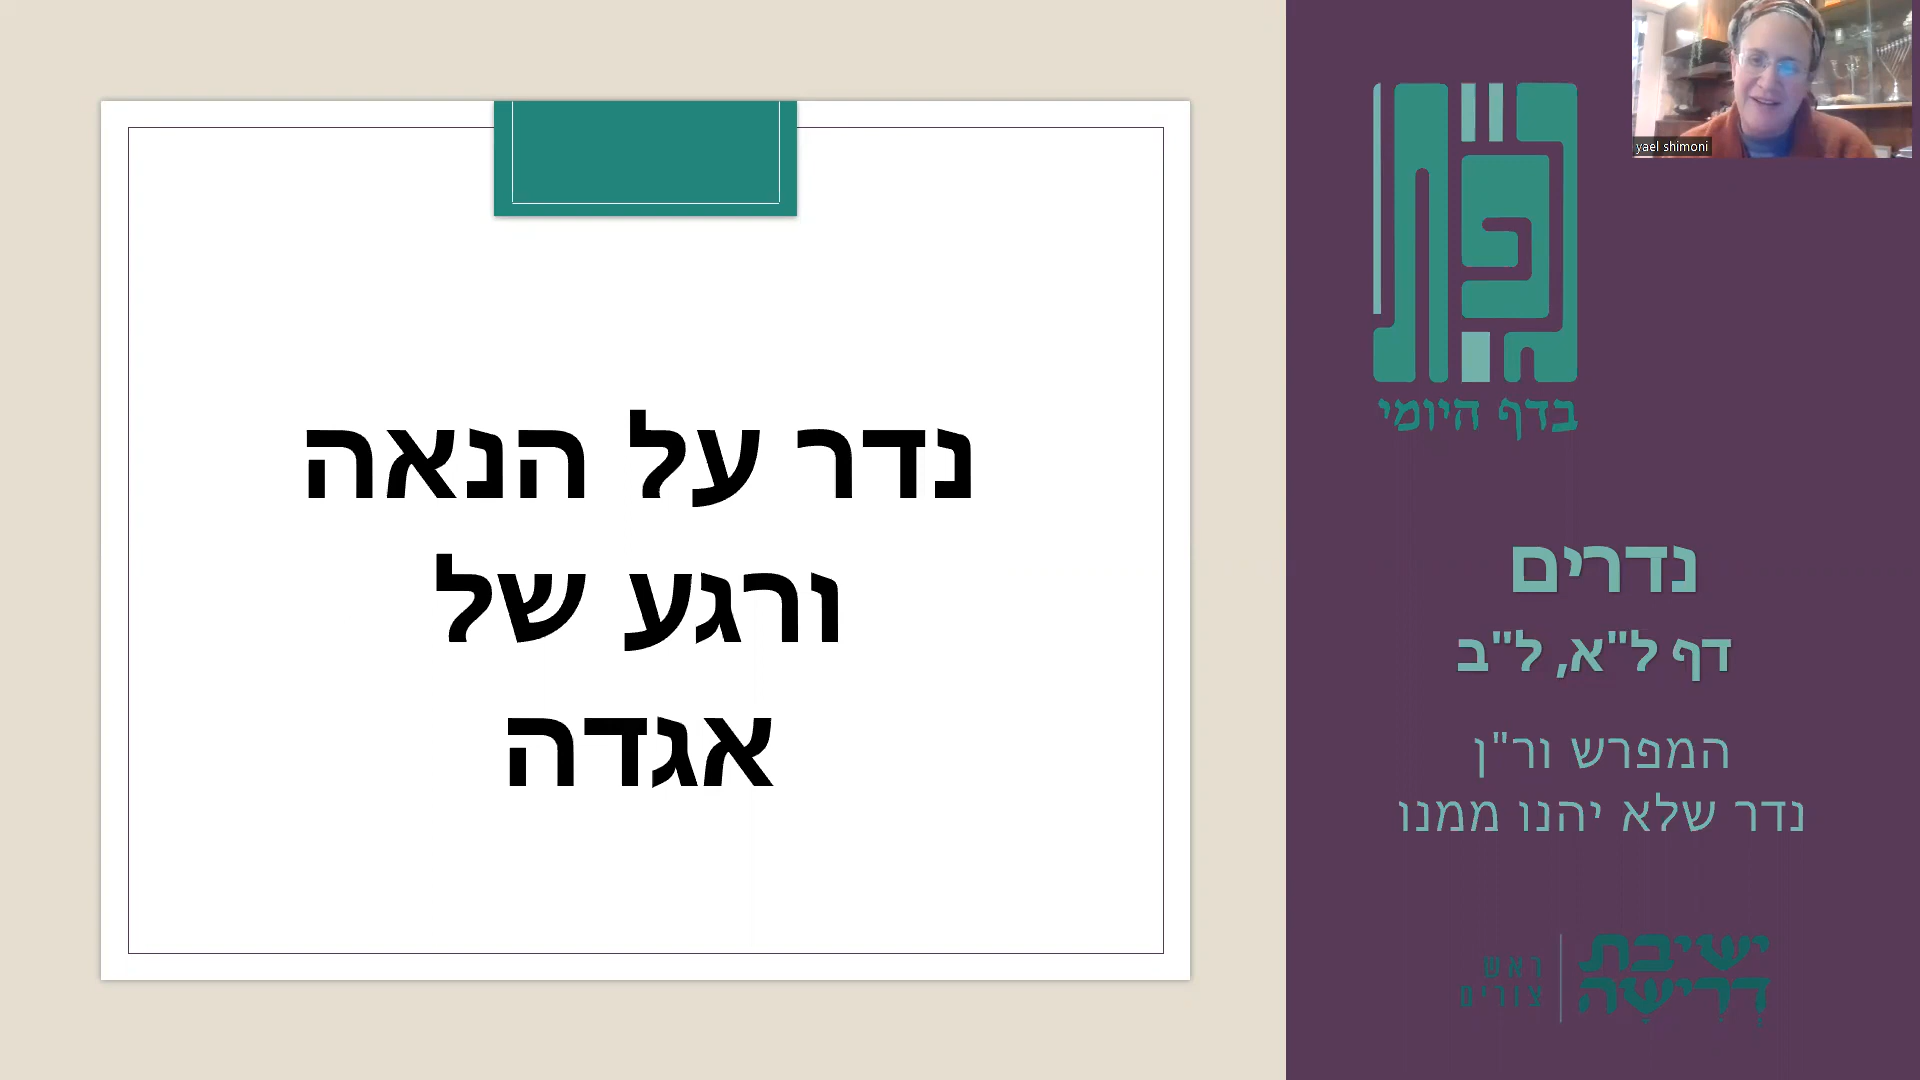 נדר על הנאה
ורגע של
אגדה
yael shimoni
בדף היומי
נדרים
דף ל"א, ל"ב
המפרש ור"ן
נדר שלא יהנו ממנו
ישיבת
דרישה
ראש
צורים